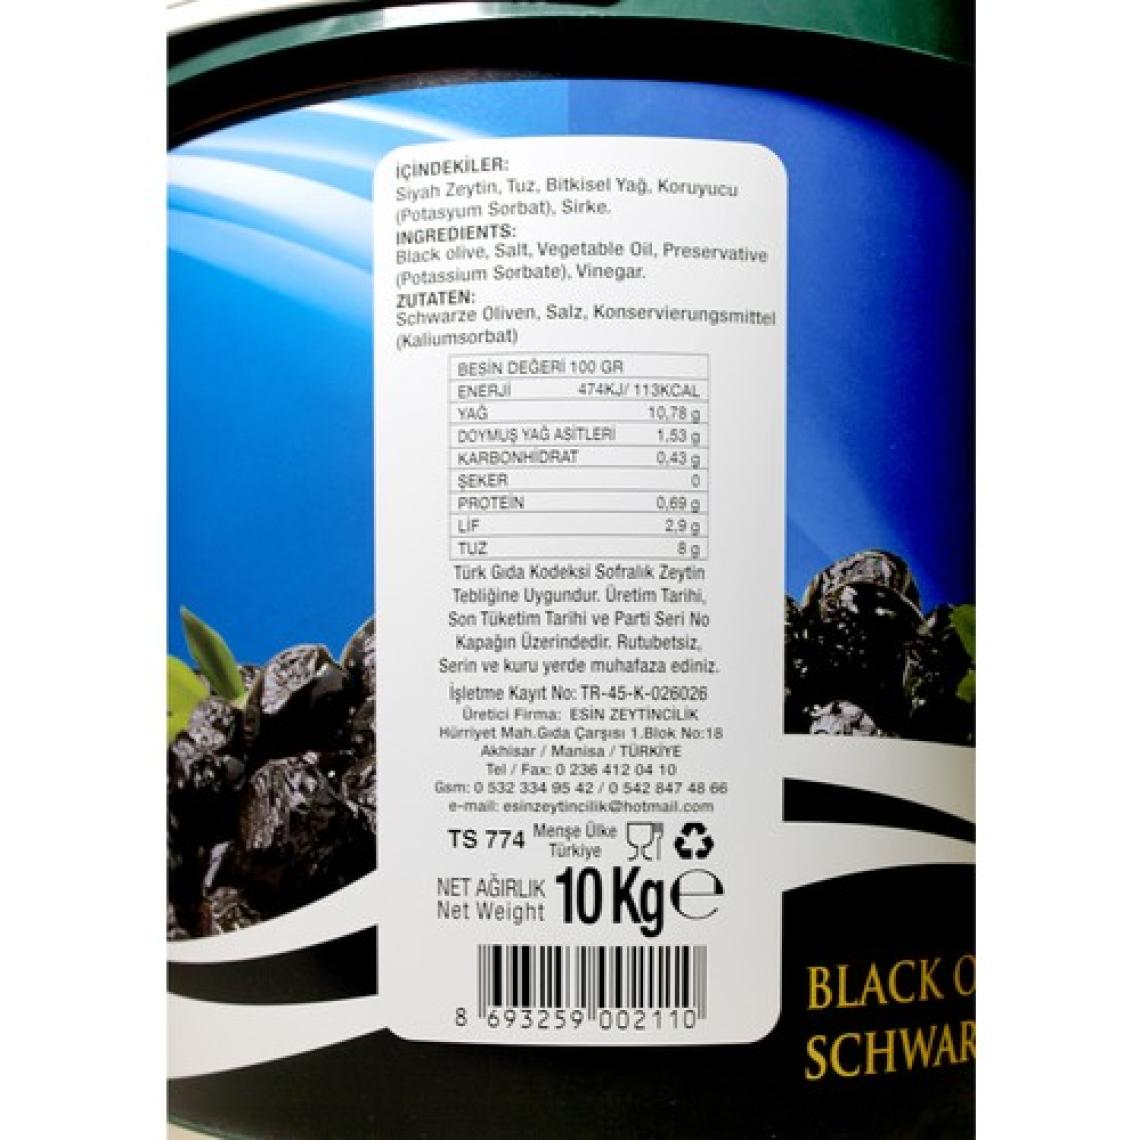 İÇİNDEKİLER:
Siyah Zeytin, Tuz, Bitkisel Yağ, Koruyucu
(Potasyum Sorbat), Sirke.
INGREDIENTS:
Black olive, Salt, Vegetable Oil, Preservative
(Potassium Sorbate), Vinegar.
ZUTATEN:
Schwarze Oliven, Salz, Konservierungsmittel
(Kaliumsorbat)
BESİN DEĞERİ 100 GR
ENERJİ 474KJ/ 113KCAL
YAĞ 10,78 g
DOYMUŞ YAĞ ASİTLERİ 1,53 g
KARBONHİDRAT 0,43 g
ŞEKER 0
PROTEİN 0,69 g
LİF 2,9 g
TUZ 8 g
Türk Gıda Kodeksi Sofralık Zeytin
Tebliğine Uygundur. Üretim Tarihi,
Son Tüketim Tarihi ve Parti Seri No
Kapağın Üzerindedir. Rutubetsiz,
Serin ve kuru yerde muhafaza ediniz.
İşletme Kayıt No: TR-45-K-026026
Üretici Firma: ESİN ZEYTİNCİLİK
Hürriyet Mah.Gıda Çarşısı 1.Blok No:18
Akhisar / Manisa / TÜRKİYE
Tel / Fax: 0 236 412 04 10
Gsm: 0 532 334 95 42 / 0 542 847 48 66
e-mail: esinzeytincilik@hotmail.com
TS 774 Menşe Ülke
Türkiye
NET AĞIRLIK
Net Weight 10 Kg e
8 693259 002110
BLACK O
SCHWAR